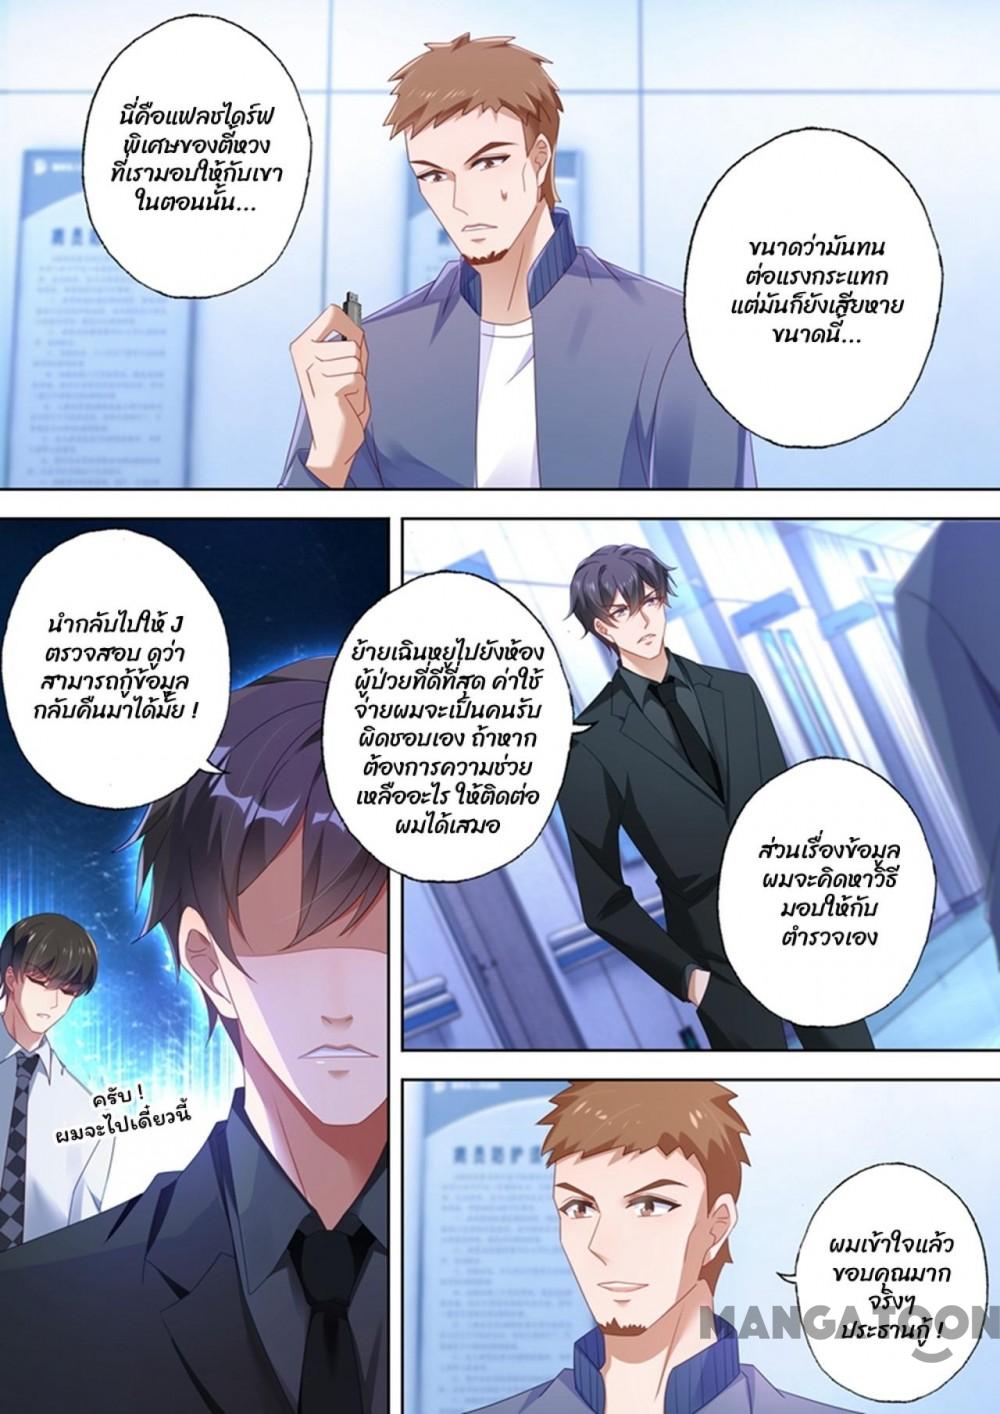 นี่คือแฟลชไดร์ฟ
พิเศษของตี้หวง
ที่เรามอบให้กับเขา
ในตอนนั้น...
ขนาดว่ามันทน
ต่อแรงกระแทก
แต่มันก็ยังเสียหาย
ขนาดนี้...
นำกลับไปให้ J
ตรวจสอบ ดูว่า
สามารถกู้ข้อมูล
กลับคืนมาได้มั้ย !
ครับ !
ผมจะไปเดี๋ยวนี้
ย้ายเฉินหยูไปยังห้อง
ผู้ป่วยที่ดีที่สุด ค่าใช้
จ่ายผมจะเป็นคนรับ
ผิดชอบเอง ถ้าหาก
ต้องการความช่วย
เหลืออะไร ให้ติดต่อ
ผมได้เสมอ
ส่วนเรื่องข้อมูล
ผมจะคิดหาวิธี
มอบให้กับ
ตำรวจเอง
ผมเข้าใจแล้ว
ขอบคุณมาก
จริงๆ
ประธานกู้ !
MANGATOON